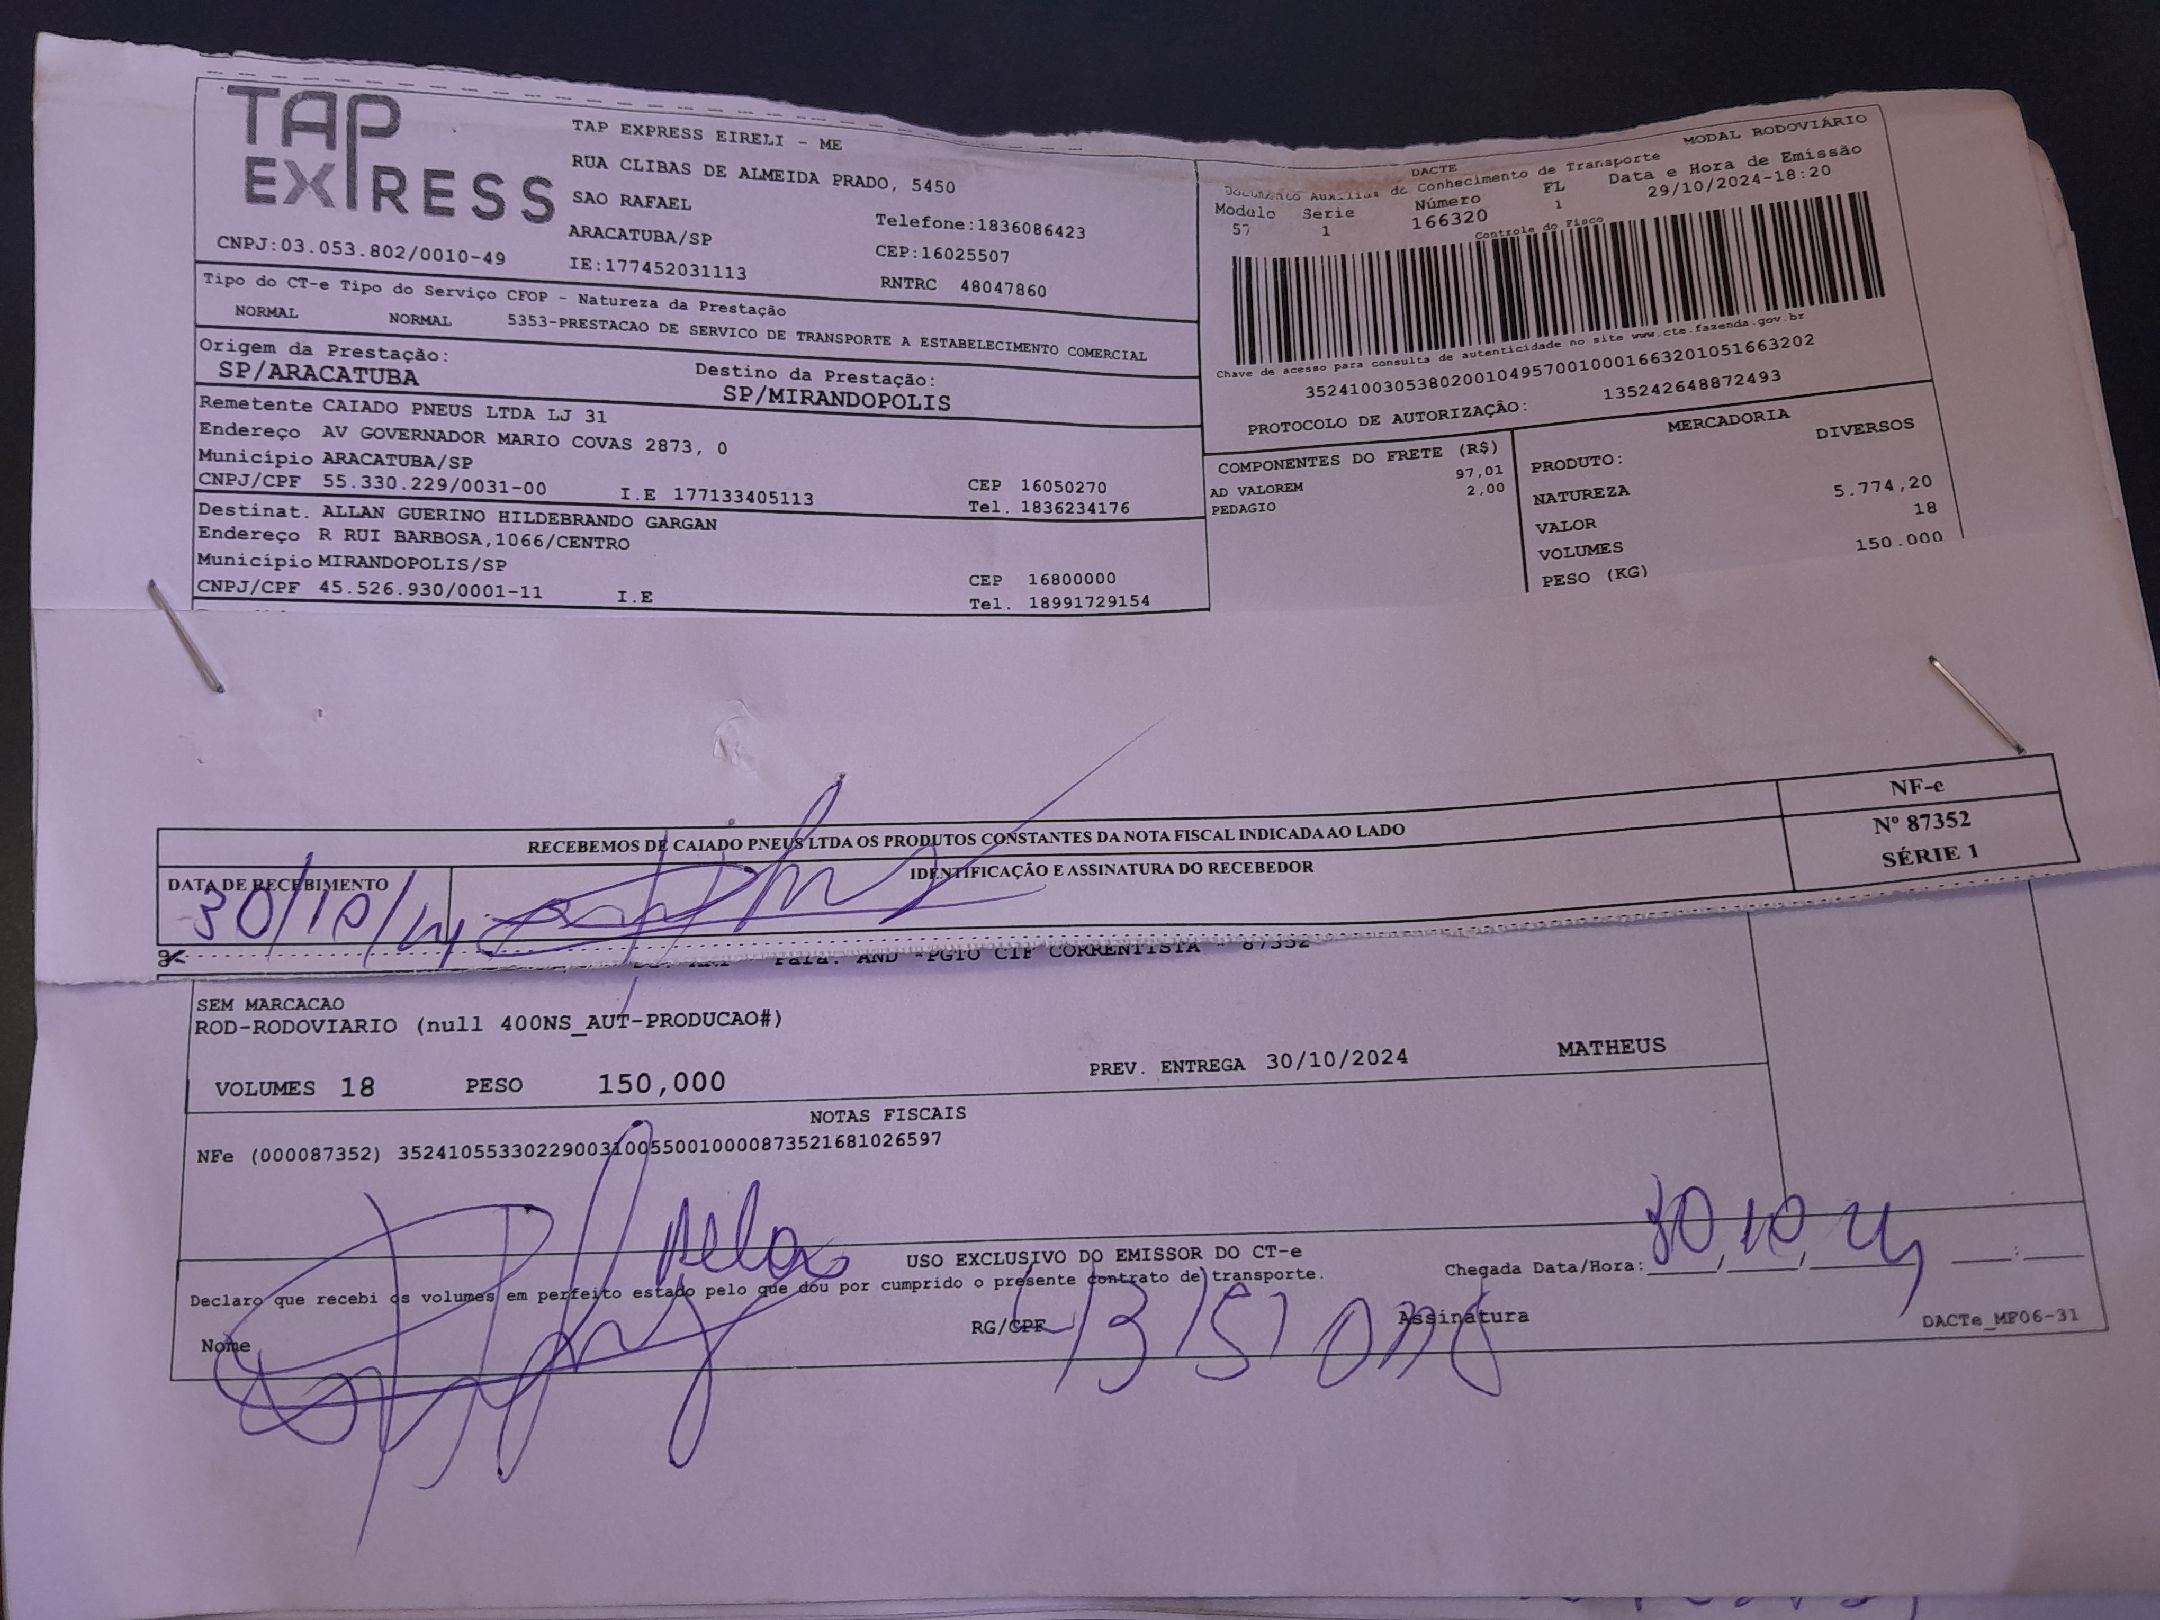 TAP EXPRESS
TAP EXPRESS EIRELI - ME
RUA CLIBAS DE ALMEIDA PRADO, 5450
SAO RAFAEL
Telefone:1836086423
ARACATUBA/SP
CEP:16025507
CNPJ:03.053.802/0010-49
IE:177452031113
RNTRC 48047860
Tipo do CT-e Tipo do Serviço CFOP - Natureza da Prestação
NORMAL NORMAL 5353-PRESTACAO DE SERVICO DE TRANSPORTE A ESTABELECIMENTO COMERCIAL
Origem da Prestação: Destino da Prestação:
SP/ARACATUBA SP/MIRANDOPOLIS
Remetente CAIADO PNEUS LTDA LJ 31
Endereço AV GOVERNADOR MARIO COVAS 2873, 0
Município ARACATUBA/SP CEP 16050270
CNPJ/CPF 55.330.229/0031-00 I.E 177133405113 Tel. 1836234176
Destinat. ALLAN GUERINO HILDEBRANDO GARGAN
Endereço R RUI BARBOSA,1066/CENTRO
Município MIRANDOPOLIS/SP CEP 16800000
CNPJ/CPF 45.526.930/0001-11 I.E Tel. 18991729154
DACTE MODAL RODOVIÁRIO
Documento Auxiliar do Conhecimento de Transporte
Modelo Serie Número FL Data e Hora de Emissão
57 1 166320 1 29/10/2024-18:20
Controle do Fisco
Chave de acesso para consulta de autenticidade no site www.cte.fazenda.gov.br
35241003053802001049570010001663201051663202
PROTOCOLO DE AUTORIZAÇÃO: 135242648872493
COMPONENTES DO FRETE (R$)
AD VALOREM 97,01
PEDAGIO 2,00
MERCADORIA
PRODUTO: DIVERSOS
NATUREZA
VALOR 5.774,20
VOLUMES 18
PESO (KG) 150.000
RECEBEMOS DE CAIADO PNEUS LTDA OS PRODUTOS CONSTANTES DA NOTA FISCAL INDICADA AO LADO
NF-e
Nº 87352
SÉRIE 1
DATA DE RECEBIMENTO
IDENTIFICAÇÃO E ASSINATURA DO RECEBEDOR
30/10/24
AND *PGTO CIF CORRENTISTA * 87352
SEM MARCACAO
ROD-RODOVIARIO (null 400NS_AUT-PRODUCAO#)
VOLUMES 18 PESO 150,000 PREV. ENTREGA 30/10/2024 MATHEUS
NOTAS FISCAIS
NFe (000087352) 35241055330229003100550010000873521681026597
USO EXCLUSIVO DO EMISSOR DO CT-e
Declaro que recebi os volumes em perfeito estado pelo que dou por cumprido o presente contrato de transporte.
Chegada Data/Hora: 30/10/24 __:__
Nome RG/CPF Assinatura
DACTe_MP06-31